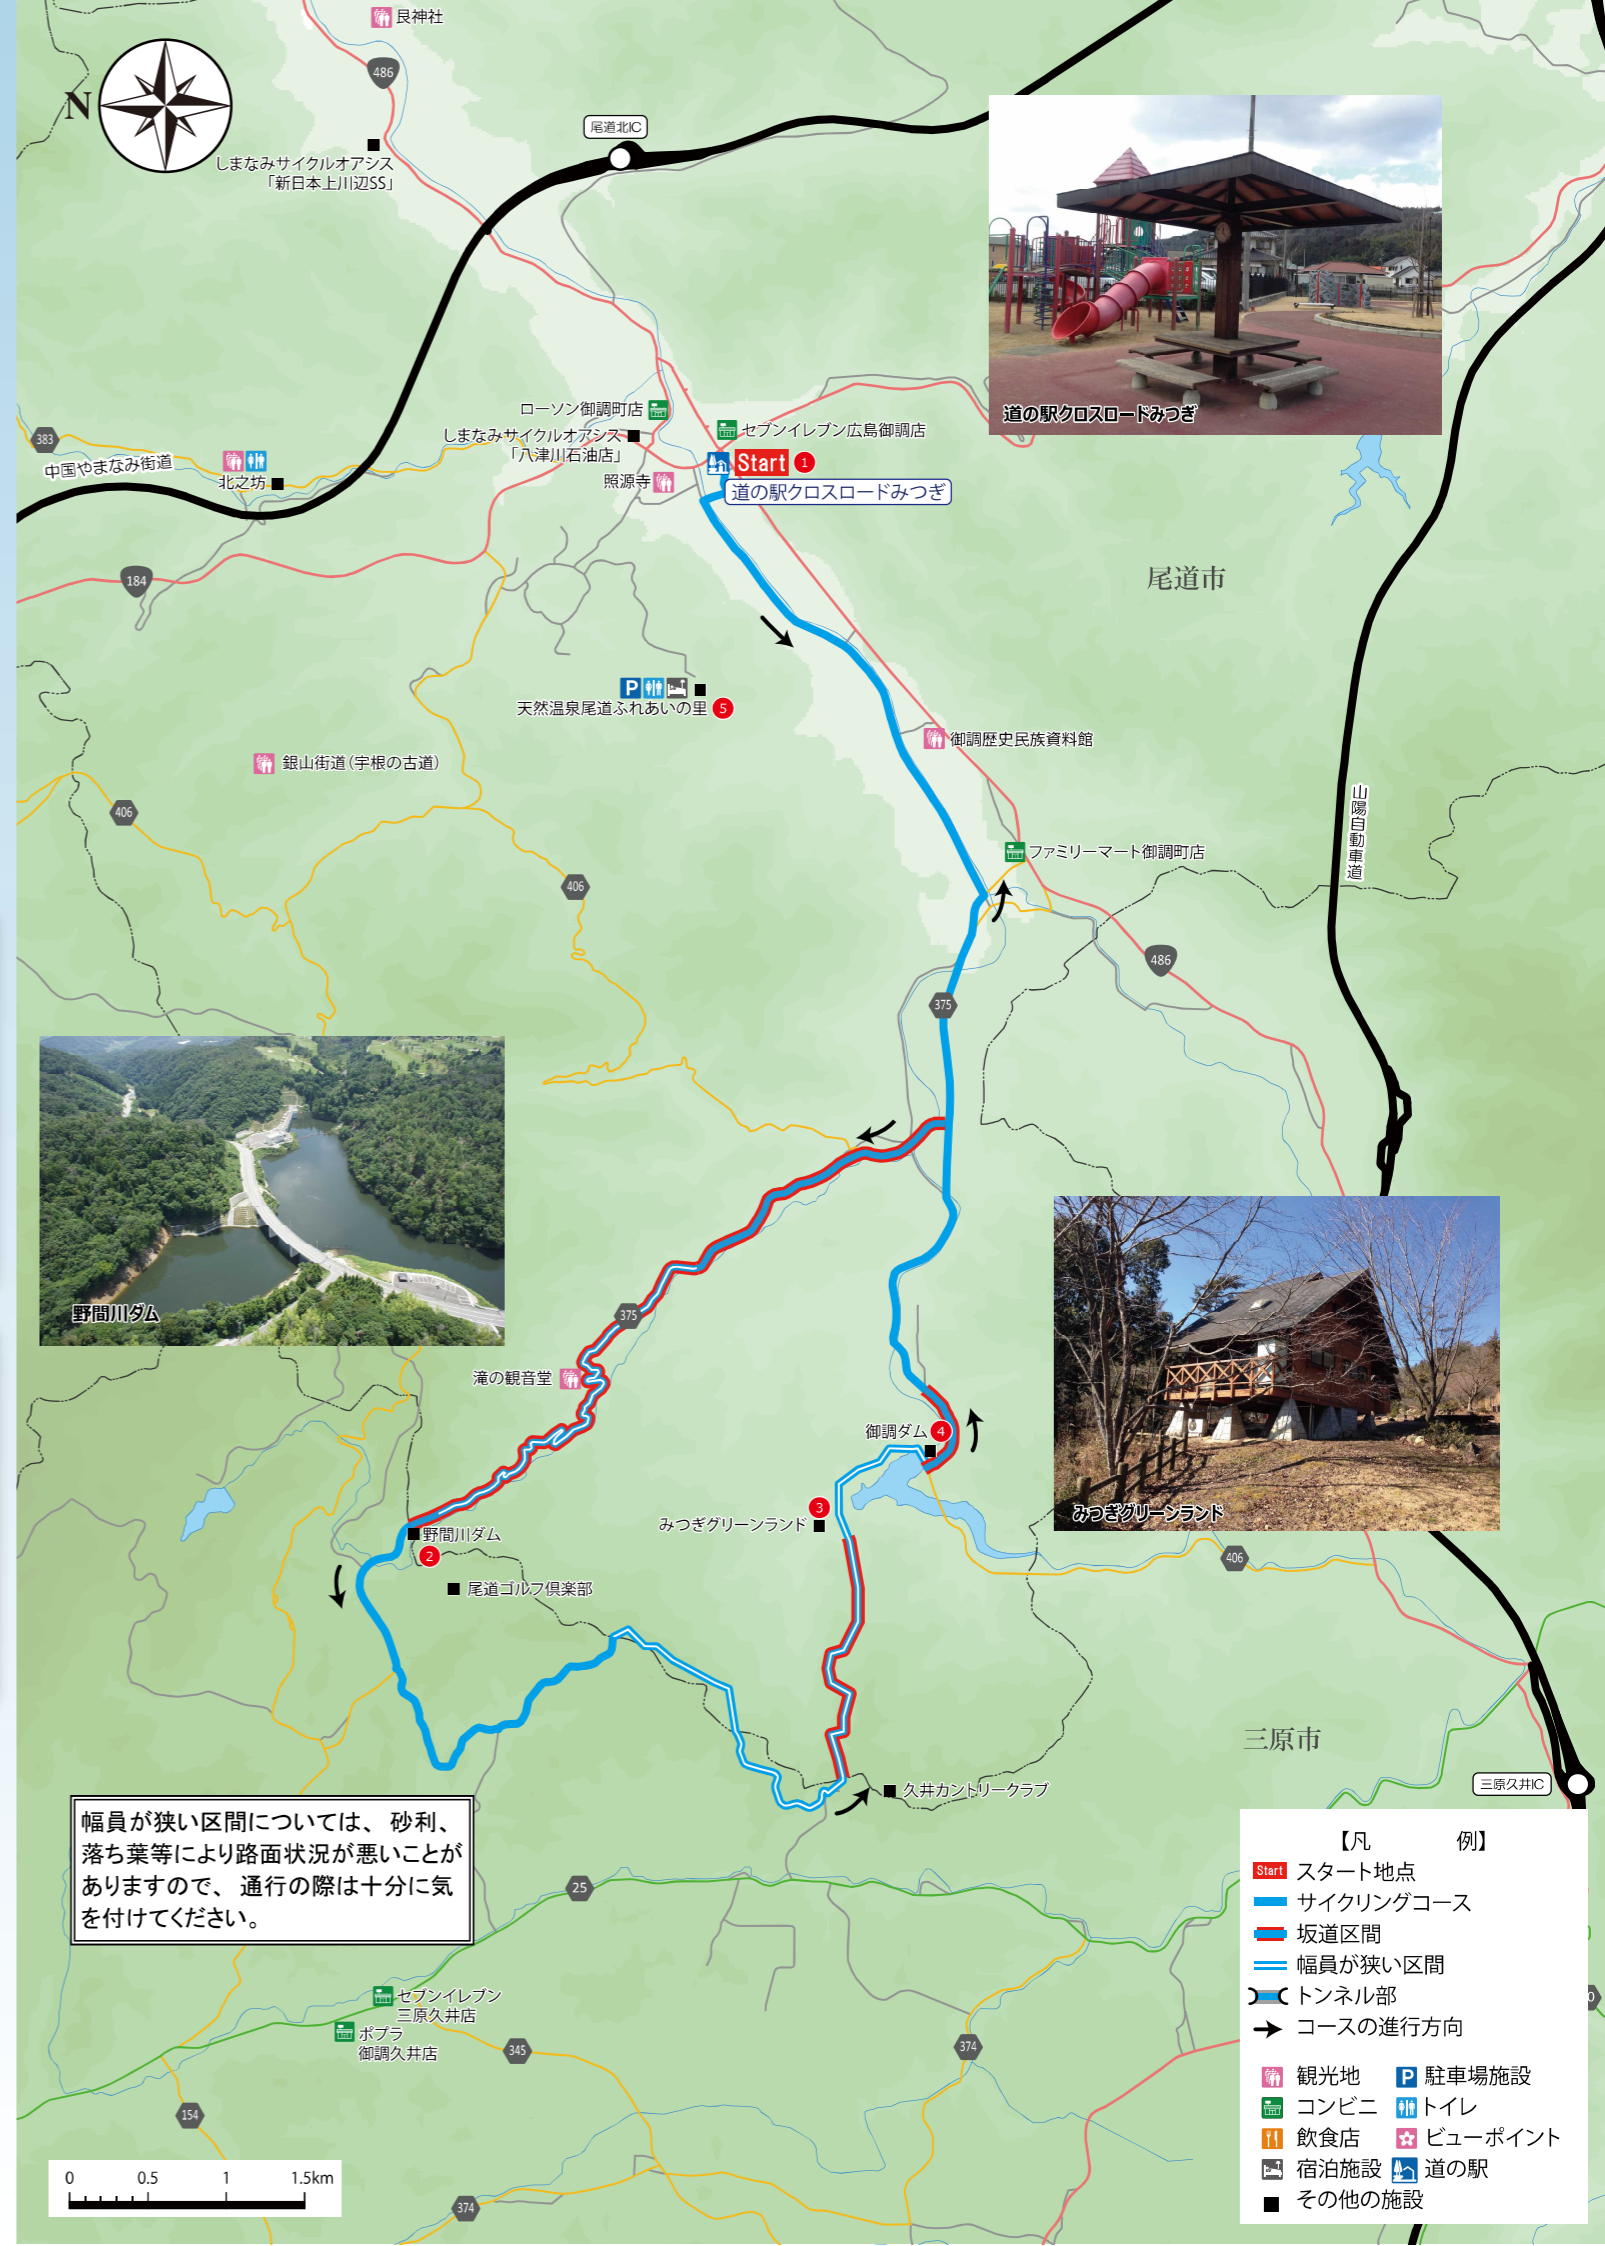 艮神社
486
N
しまなみサイクルオアシス
「新日本上川辺SS」
尾道北IC
道の駅クロスロードみつぎ
ローソン御調町店
しまなみサイクルオアシス
「八津川石油店」
セブンイレブン広島御調店
Start 1
道の駅クロスロードみつぎ
照源寺
383
中国やまなみ街道
北之坊
184
尾道市
天然温泉尾道ふれあいの里 5
御調歴史民族資料館
銀山街道(宇根の古道)
406
406
山陽自動車道
ファミリーマート御調町店
486
375
野間川ダム
375
滝の観音堂
御調ダム 4
みつぎグリーンランド
3
みつぎグリーンランド
野間川ダム
2
406
尾道ゴルフ倶楽部
三原市
久井カントリークラブ
三原久井IC
幅員が狭い区間については、砂利、
落ち葉等により路面状況が悪いことが
ありますので、通行の際は十分に気
を付けてください。
25
セブンイレブン
三原久井店
ポプラ
御調久井店
345
374
154
374
0 0.5 1 1.5km
【凡 例】
Start スタート地点
サイクリングコース
坂道区間
幅員が狭い区間
トンネル部
コースの進行方向
観光地
P 駐車場施設
コンビニ
トイレ
飲食店
ビューポイント
宿泊施設
道の駅
その他の施設